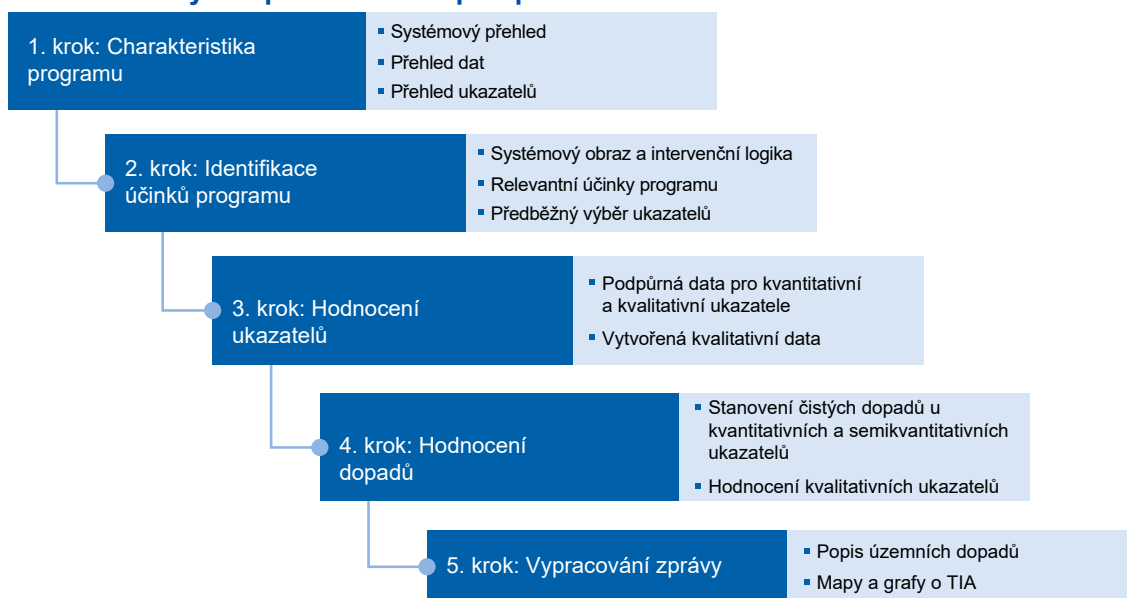 1. krok: Charakteristika
programu
▪ Systémový přehled
▪ Přehled dat
▪ Přehled ukazatelů
2. krok: Identifikace
účinků programu
▪ Systémový obraz a intervenční logika
▪ Relevantní účinky programu
▪ Předběžný výběr ukazatelů
3. krok: Hodnocení
ukazatelů
▪ Podpůrná data pro kvantitativní
a kvalitativní ukazatele
▪ Vytvořená kvalitativní data
4. krok: Hodnocení
dopadů
▪ Stanovení čistých dopadů u
kvantitativních a semikvantitativních
ukazatelů
▪ Hodnocení kvalitativních ukazatelů
5. krok: Vypracování zprávy
▪ Popis územních dopadů
▪ Mapy a grafy o TIA